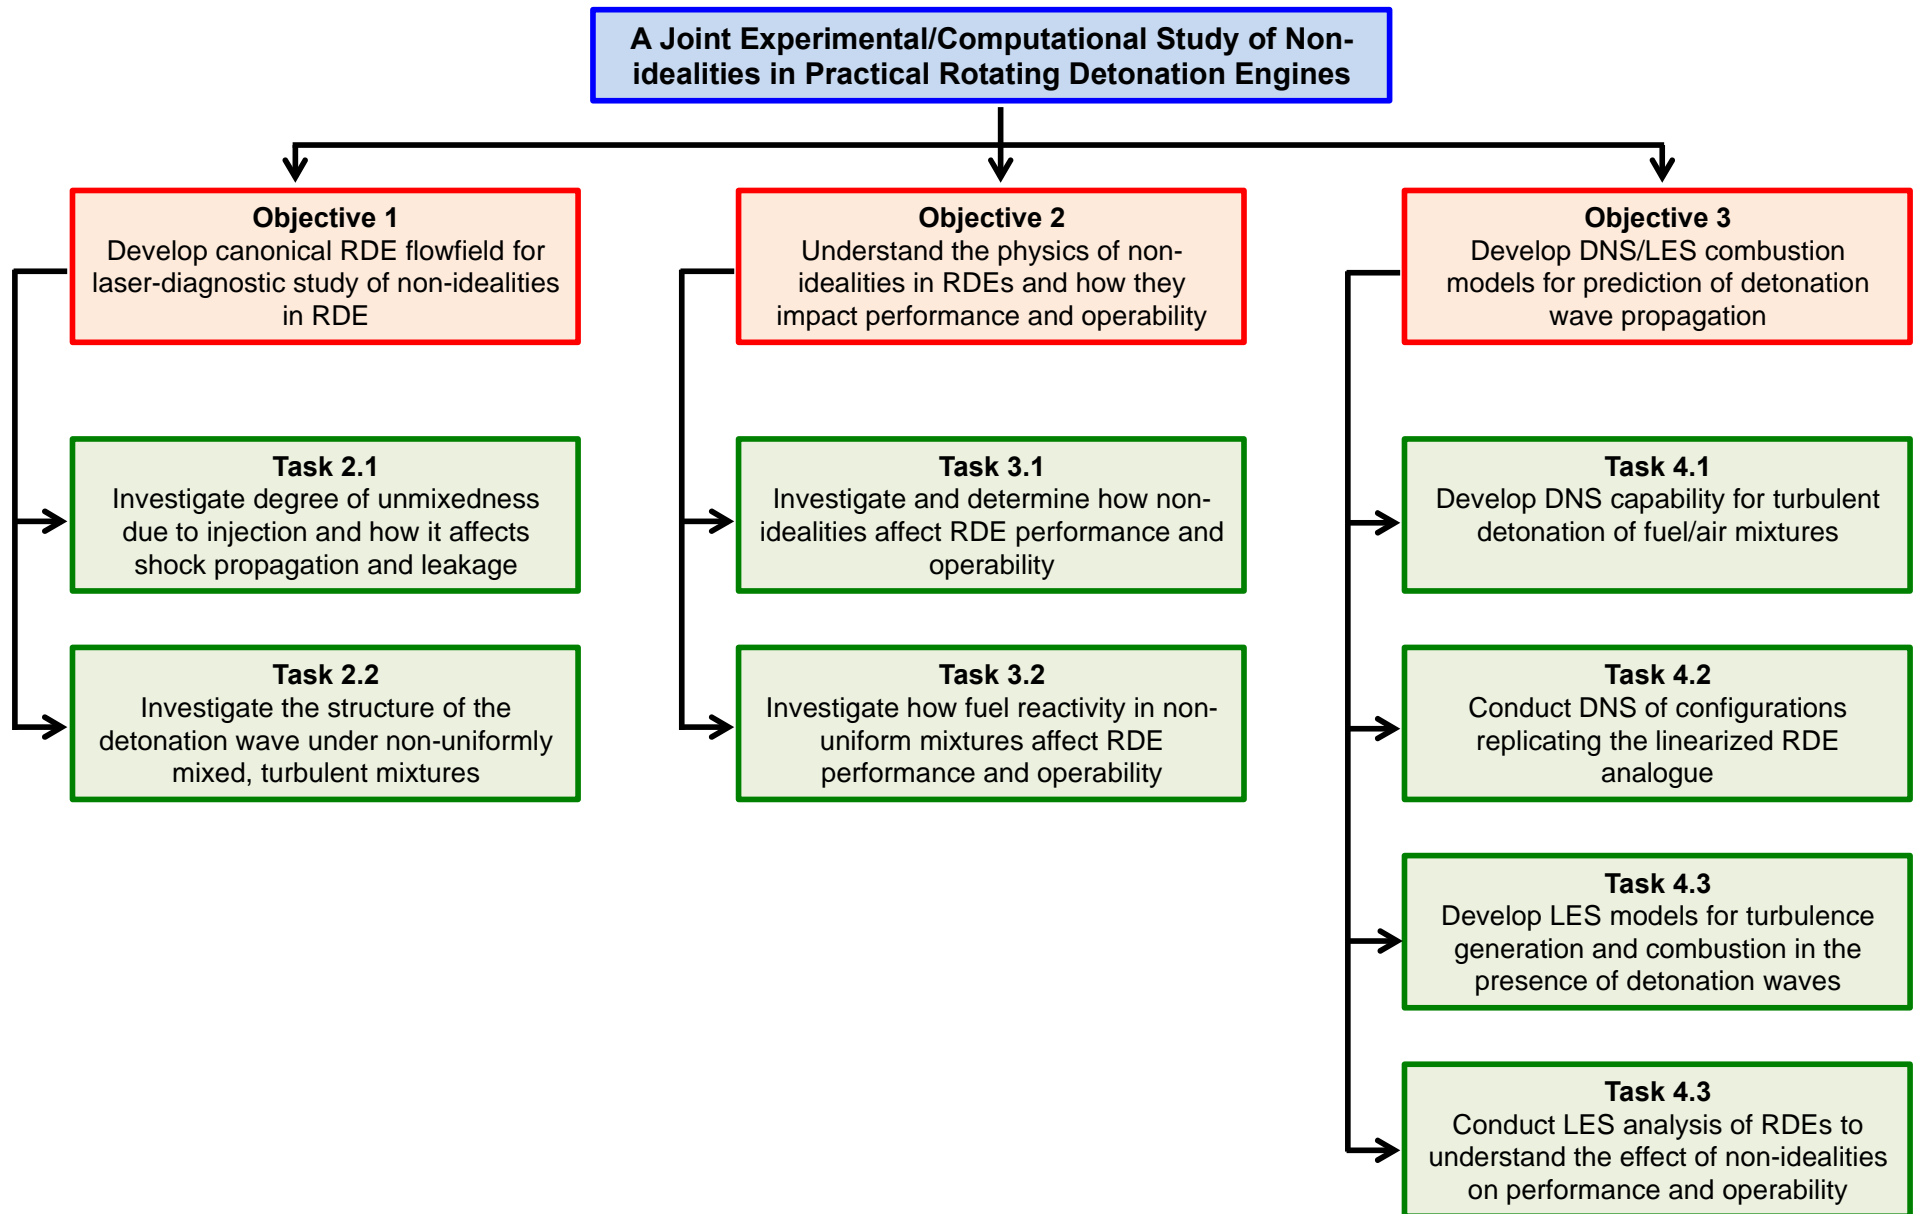 A Joint Experimental/Computational Study of Non-
idealities in Practical Rotating Detonation Engines
Objective 1
Develop canonical RDE flowfield for
laser-diagnostic study of non-idealities
in RDE
Task 2.1
Investigate degree of unmixedness
due to injection and how it affects
shock propagation and leakage
Task 2.2
Investigate the structure of the
detonation wave under non-uniformly
mixed, turbulent mixtures
Objective 2
Understand the physics of non-
idealities in RDEs and how they
impact performance and operability
Task 3.1
Investigate and determine how non-
idealities affect RDE performance and
operability
Task 3.2
Investigate how fuel reactivity in non-
uniform mixtures affect RDE
performance and operability
Objective 3
Develop DNS/LES combustion
models for prediction of detonation
wave propagation
Task 4.1
Develop DNS capability for turbulent
detonation of fuel/air mixtures
Task 4.2
Conduct DNS of configurations
replicating the linearized RDE
analogue
Task 4.3
Develop LES models for turbulence
generation and combustion in the
presence of detonation waves
Task 4.3
Conduct LES analysis of RDEs to
understand the effect of non-idealities
on performance and operability